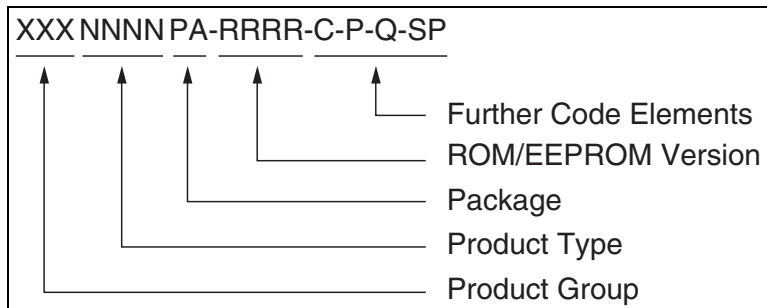 XXX NNNN PA-RRRR-C-P-Q-SP
Further Code Elements
ROM/EEPROM Version
Package
Product Type
Product Group